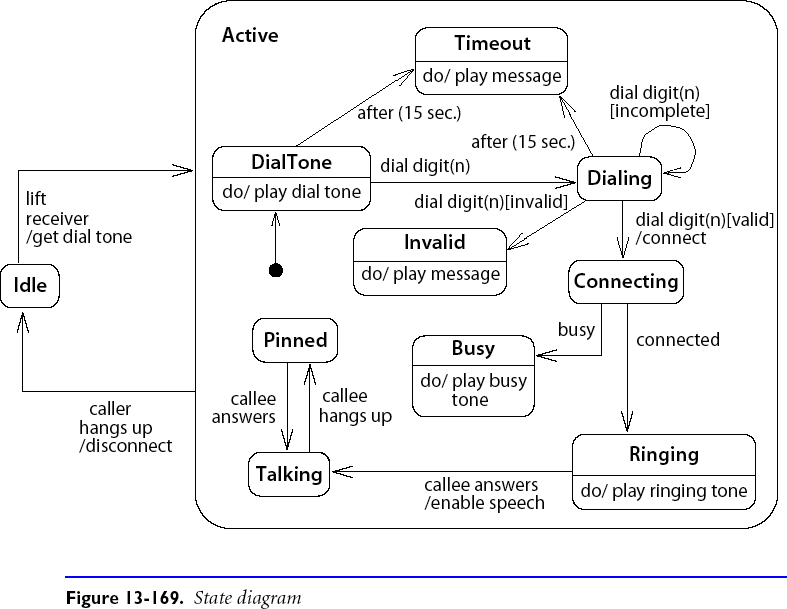 Active
Timeout
do/ play message
dial digit(n)
[incomplete]
after (15 sec.)
after (15 sec.)
DialTone
do/ play dial tone
dial digit(n)
Dialing
lift
receiver
/get dial tone
dial digit(n)[invalid]
dial digit(n)[valid]
/connect
Invalid
do/ play message
Idle
Connecting
Pinned
busy
connected
Busy
do/ play busy
tone
callee
answers
callee
hangs up
caller
hangs up
/disconnect
Talking
callee answers
/enable speech
Ringing
do/ play ringing tone
Figure 13-169. State diagram